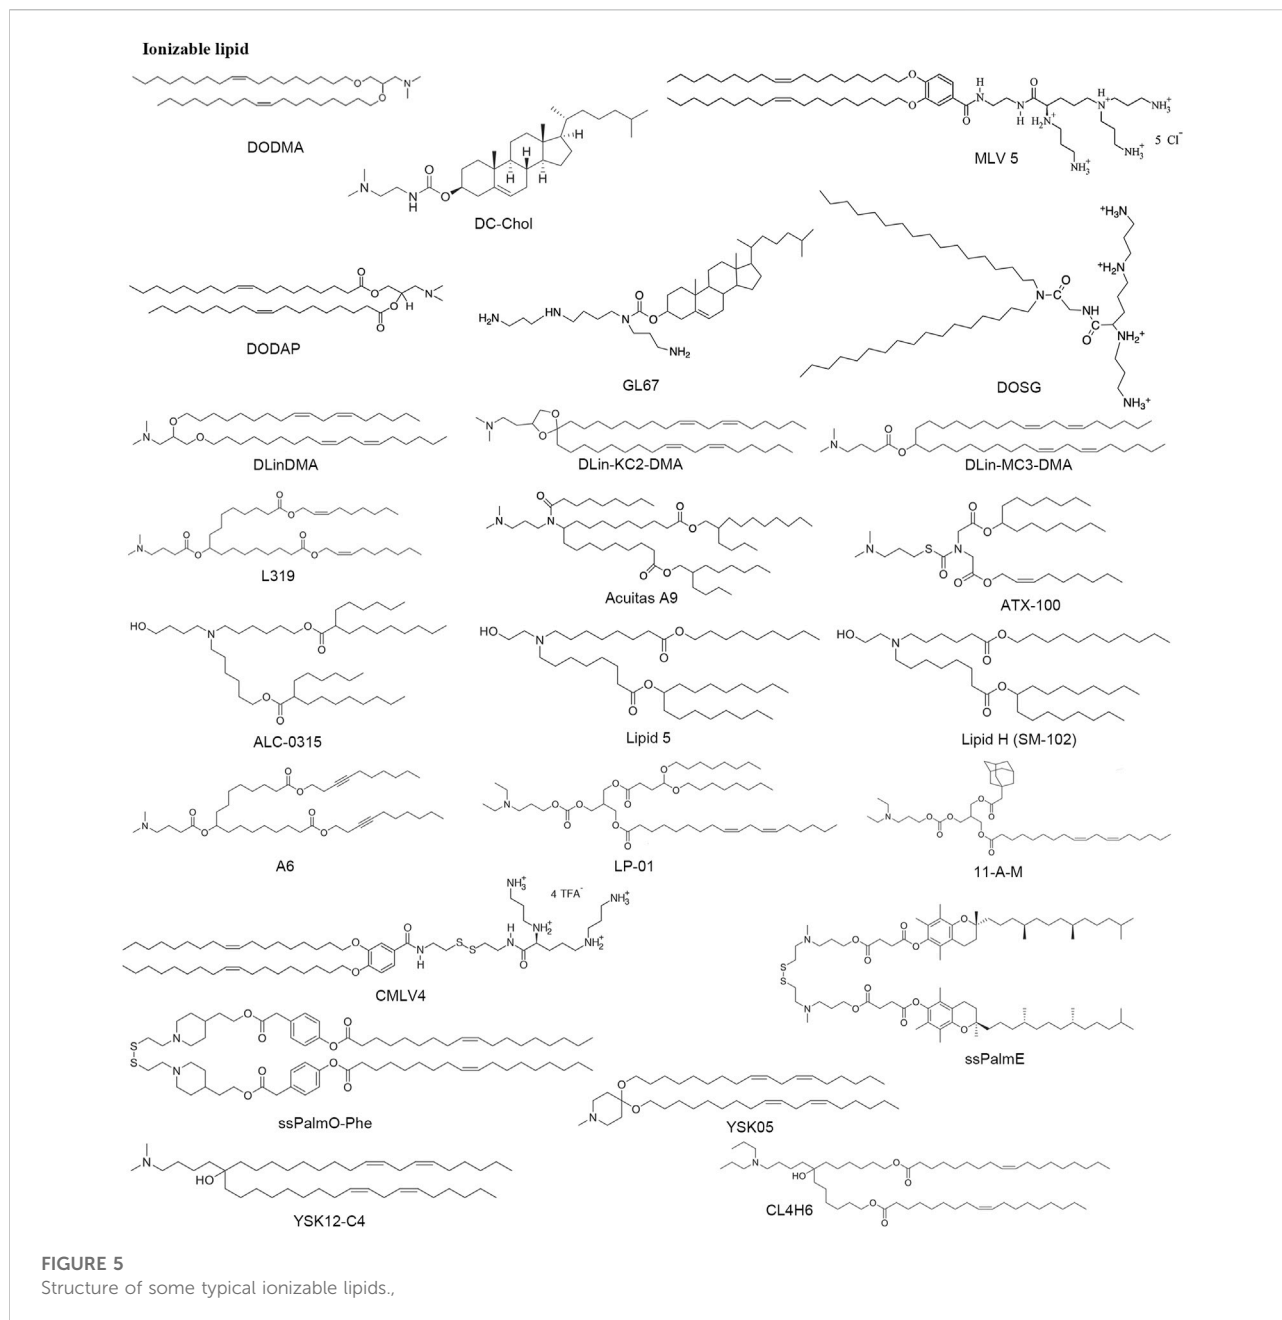 Ionizable lipid
DODMA
MLV 5
5 Cl⁻
DC-Chol
DODAP
GL67
DOSG
DLinDMA
DLin-KC2-DMA
DLin-MC3-DMA
L319
Acuitas A9
ATX-100
ALC-0315
Lipid 5
Lipid H (SM-102)
A6
LP-01
11-A-M
4 TFA⁻
CMLV4
ssPalmE
ssPalmO-Phe
YSK05
YSK12-C4
CL4H6
FIGURE 5
Structure of some typical ionizable lipids.,